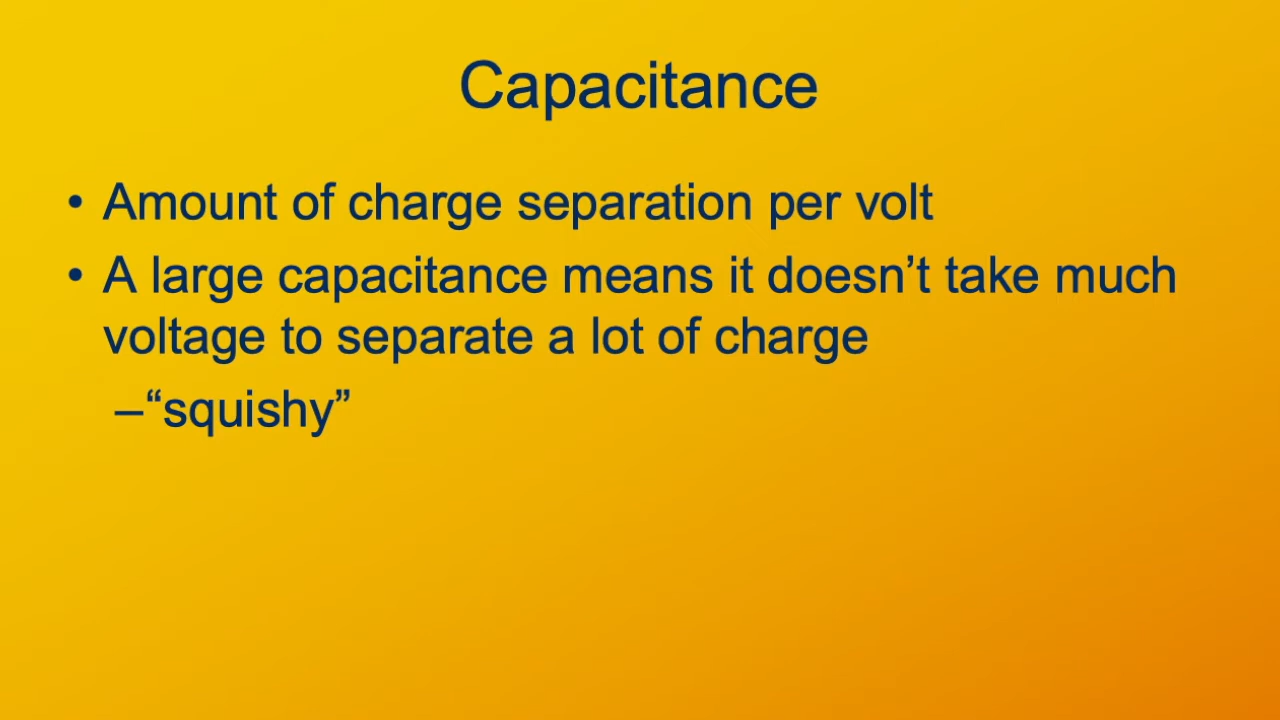 Capacitance
• Amount of charge separation per volt
• A large capacitance means it doesn’t take much
voltage to separate a lot of charge
–“squishy”